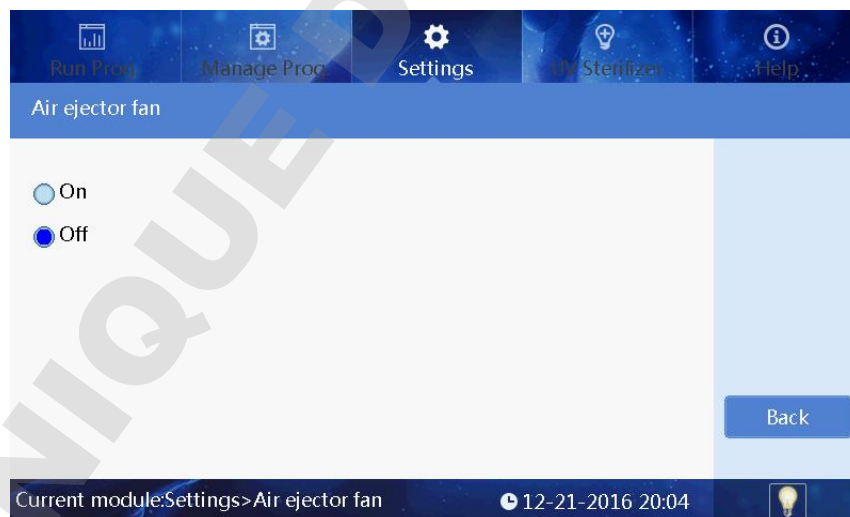 Run Prog. Manage Prog. Settings UV Sterilizer Help
Air ejector fan
On
Off
Back
Current module:Settings>Air ejector fan 12-21-2016 20:04
NIQUE D